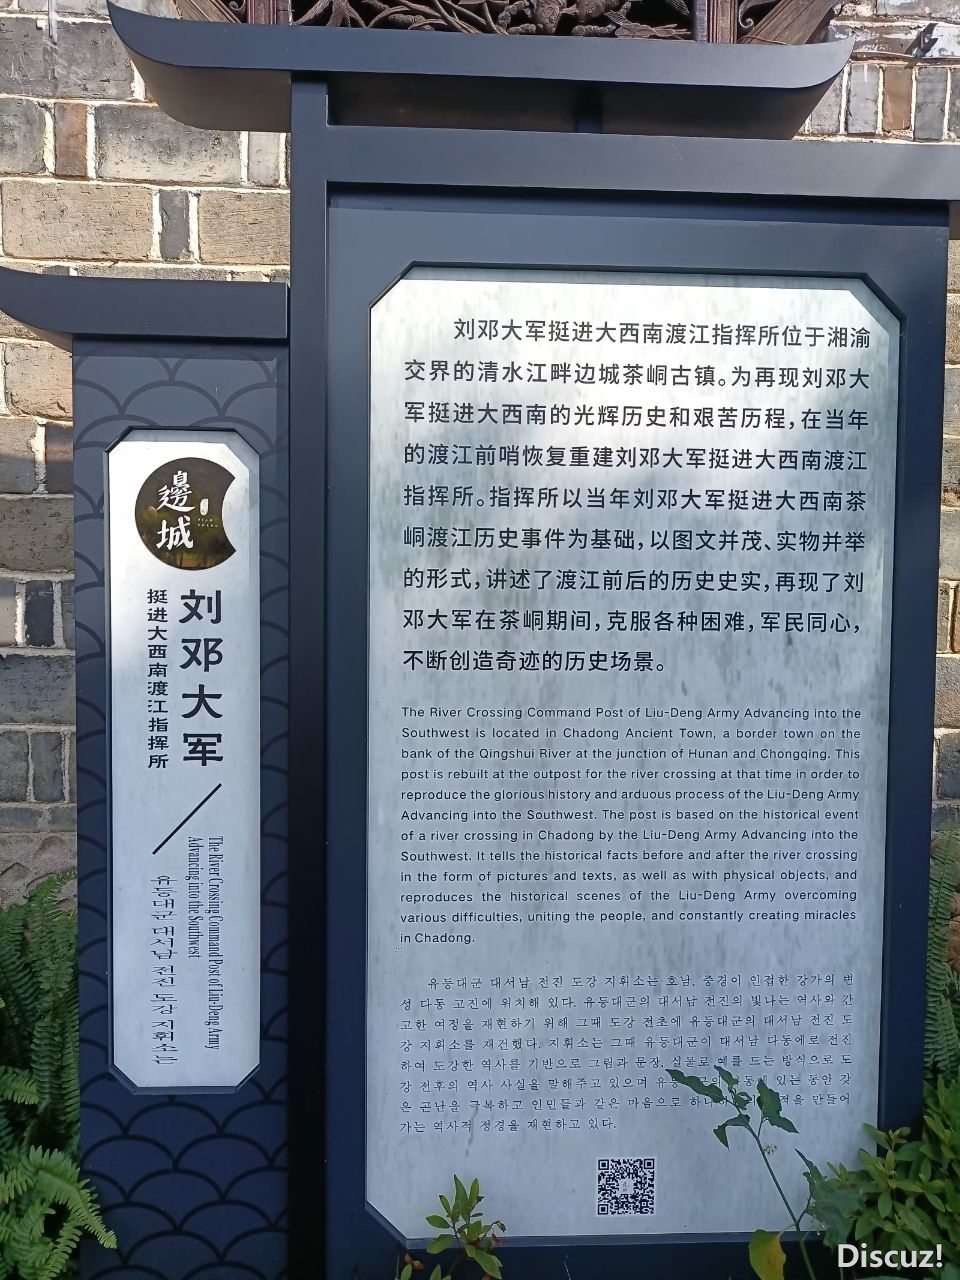 邊城
刘邓大军
挺进大西南渡江指挥所
The River Crossing Command Post of Liu-Deng Army
Advancing into the Southwest
유등대군 대서남 전진 도강 지휘소는
刘邓大军挺进大西南渡江指挥所位于湘渝
交界的清水江畔边城茶峒古镇。为再现刘邓大
军挺进大西南的光辉历史和艰苦历程，在当年
的渡江前哨恢复重建刘邓大军挺进大西南渡江
指挥所。指挥所以当年刘邓大军挺进大西南茶
峒渡江历史事件为基础，以图文并茂、实物并举
的形式，讲述了渡江前后的历史史实，再现了刘
邓大军在茶峒期间，克服各种困难，军民同心，
不断创造奇迹的历史场景。
The River Crossing Command Post of Liu-Deng Army Advancing into the
Southwest is located in Chadong Ancient Town, a border town on the
bank of the Qingshui River at the junction of Hunan and Chongqing. This
post is rebuilt at the outpost for the river crossing at that time in order to
reproduce the glorious history and arduous process of the Liu-Deng Army
Advancing into the Southwest. The post is based on the historical event
of a river crossing in Chadong by the Liu-Deng Army Advancing into the
Southwest. It tells the historical facts before and after the river crossing
in the form of pictures and texts, as well as with physical objects, and
reproduces the historical scenes of the Liu-Deng Army overcoming
various difficulties, uniting the people, and constantly creating miracles
in Chadong.
유등대군 대서남 전진 도강 지휘소는 호남, 중경이 인접한 강가의 변
성 다동 고진에 위치해 있다. 유등대군의 대서남 전진의 빛나는 역사와 간
고한 여정을 재현하기 위해 그때 도강 전초에 유등대군의 대서남 전진 도
강 지휘소를 재건했다. 지휘소는 그때 유등대군이 대서남 다동에로 전진
하여 도강한 역사를 기반으로 그림과 문장, 실물로 예를 드는 방식으로 도
강 전후의 역사 사실을 말해주고 있으며 있는 동안 갖
은 곤난을 극복하고 인민들과 같은 마음으로 만들어
가는 역사적 정경을 재현하고 있다.
Discuz!